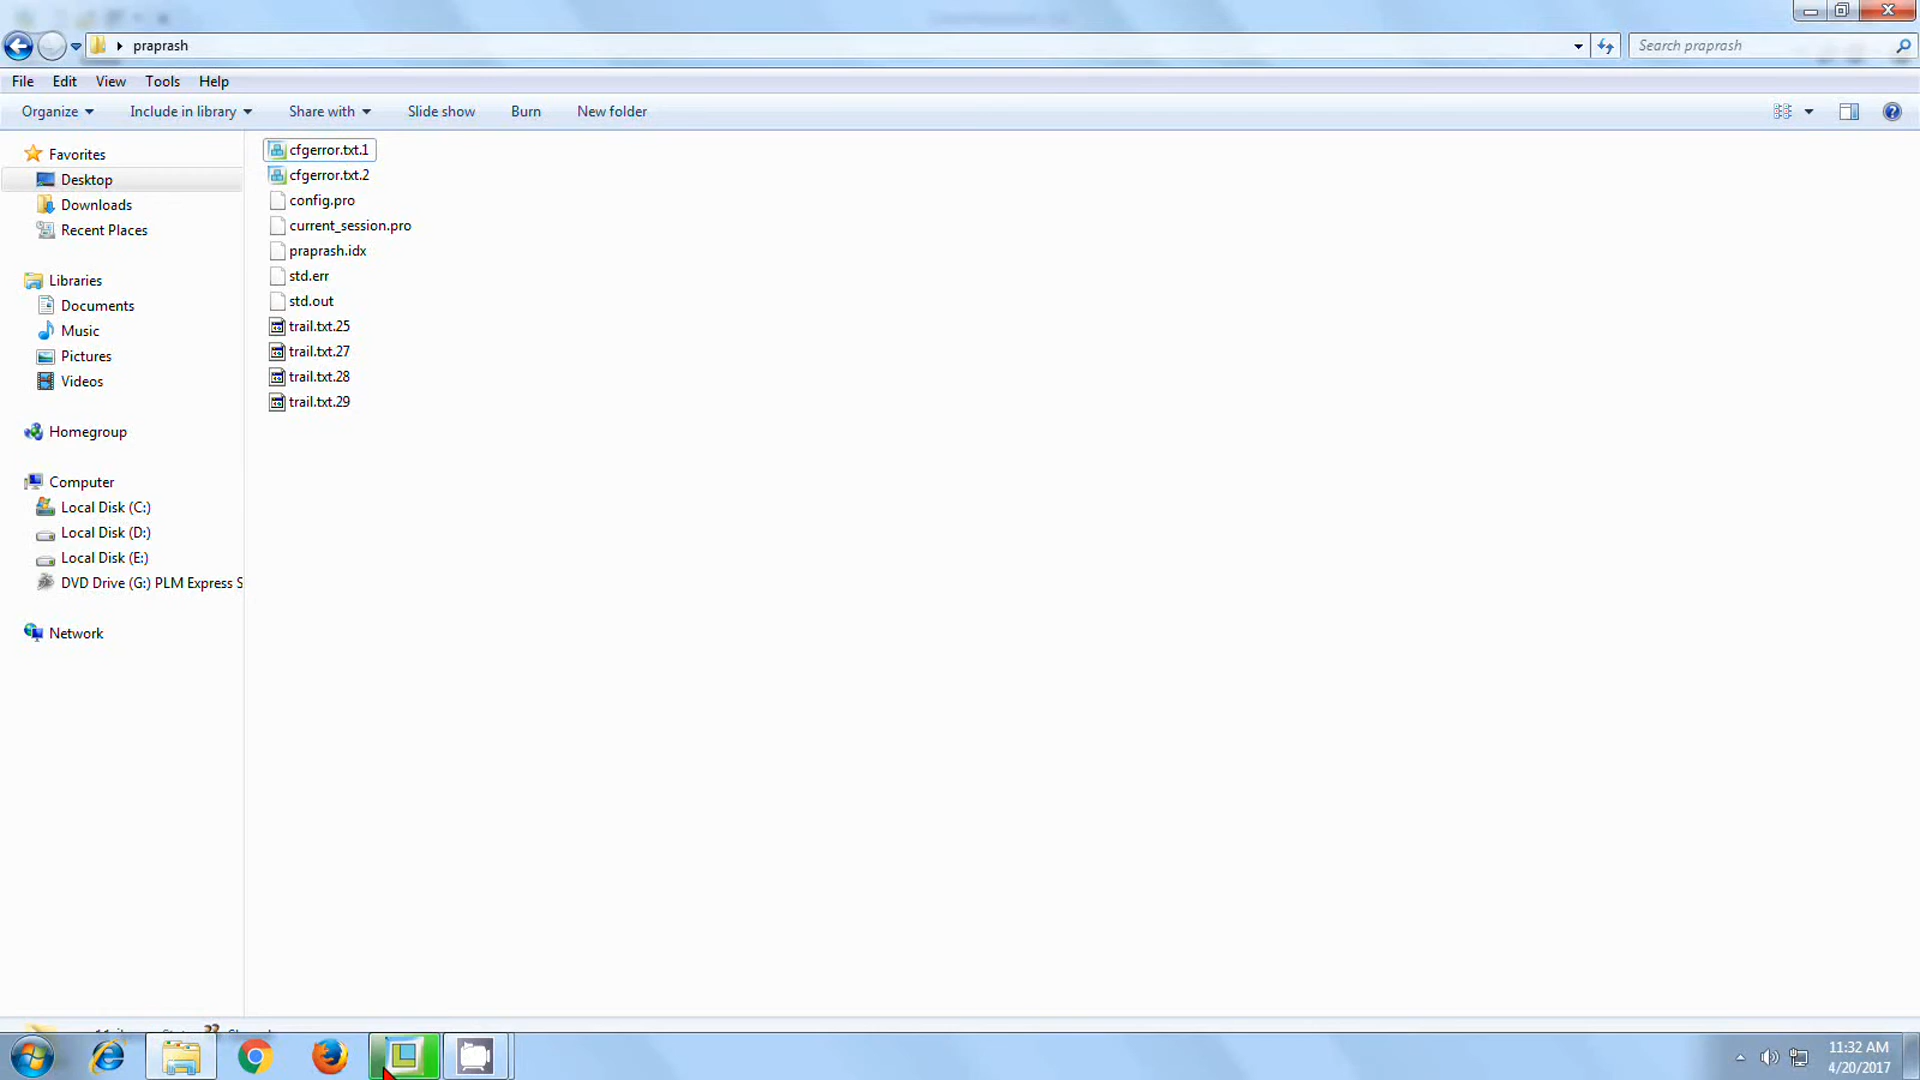 praprash
Search praprash
File Edit View Tools Help
Organize Include in library Share with Slide show Burn New folder
Favorites
Desktop
Downloads
Recent Places
Libraries
Documents
Music
Pictures
Videos
Homegroup
Computer
Local Disk (C:)
Local Disk (D:)
Local Disk (E:)
DVD Drive (G:) PLM Express S
Network
cfgerror.txt.1
cfgerror.txt.2
config.pro
current_session.pro
praprash.idx
std.err
std.out
trail.txt.25
trail.txt.27
trail.txt.28
trail.txt.29
11:32 AM
4/20/2017